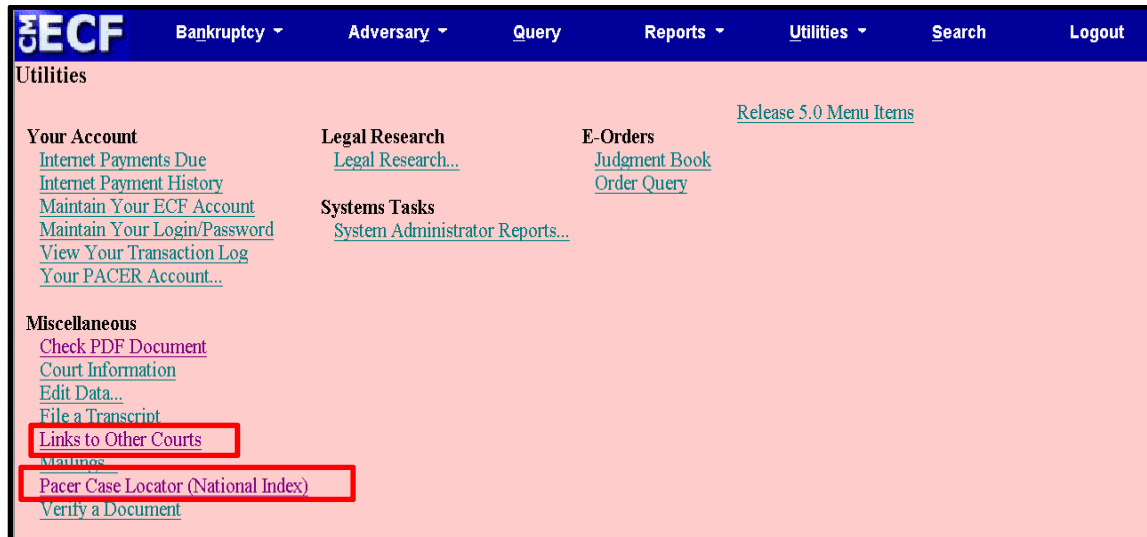 CM ECF Bankruptcy Adversary Query Reports Utilities Search Logout
Utilities
Release 5.0 Menu Items
Your Account
Internet Payments Due
Internet Payment History
Maintain Your ECF Account
Maintain Your Login/Password
View Your Transaction Log
Your PACER Account...
Legal Research
Legal Research...
Systems Tasks
System Administrator Reports...
E-Orders
Judgment Book
Order Query
Miscellaneous
Check PDF Document
Court Information
Edit Data...
File a Transcript
Links to Other Courts
Mailings...
Pacer Case Locator (National Index)
Verify a Document